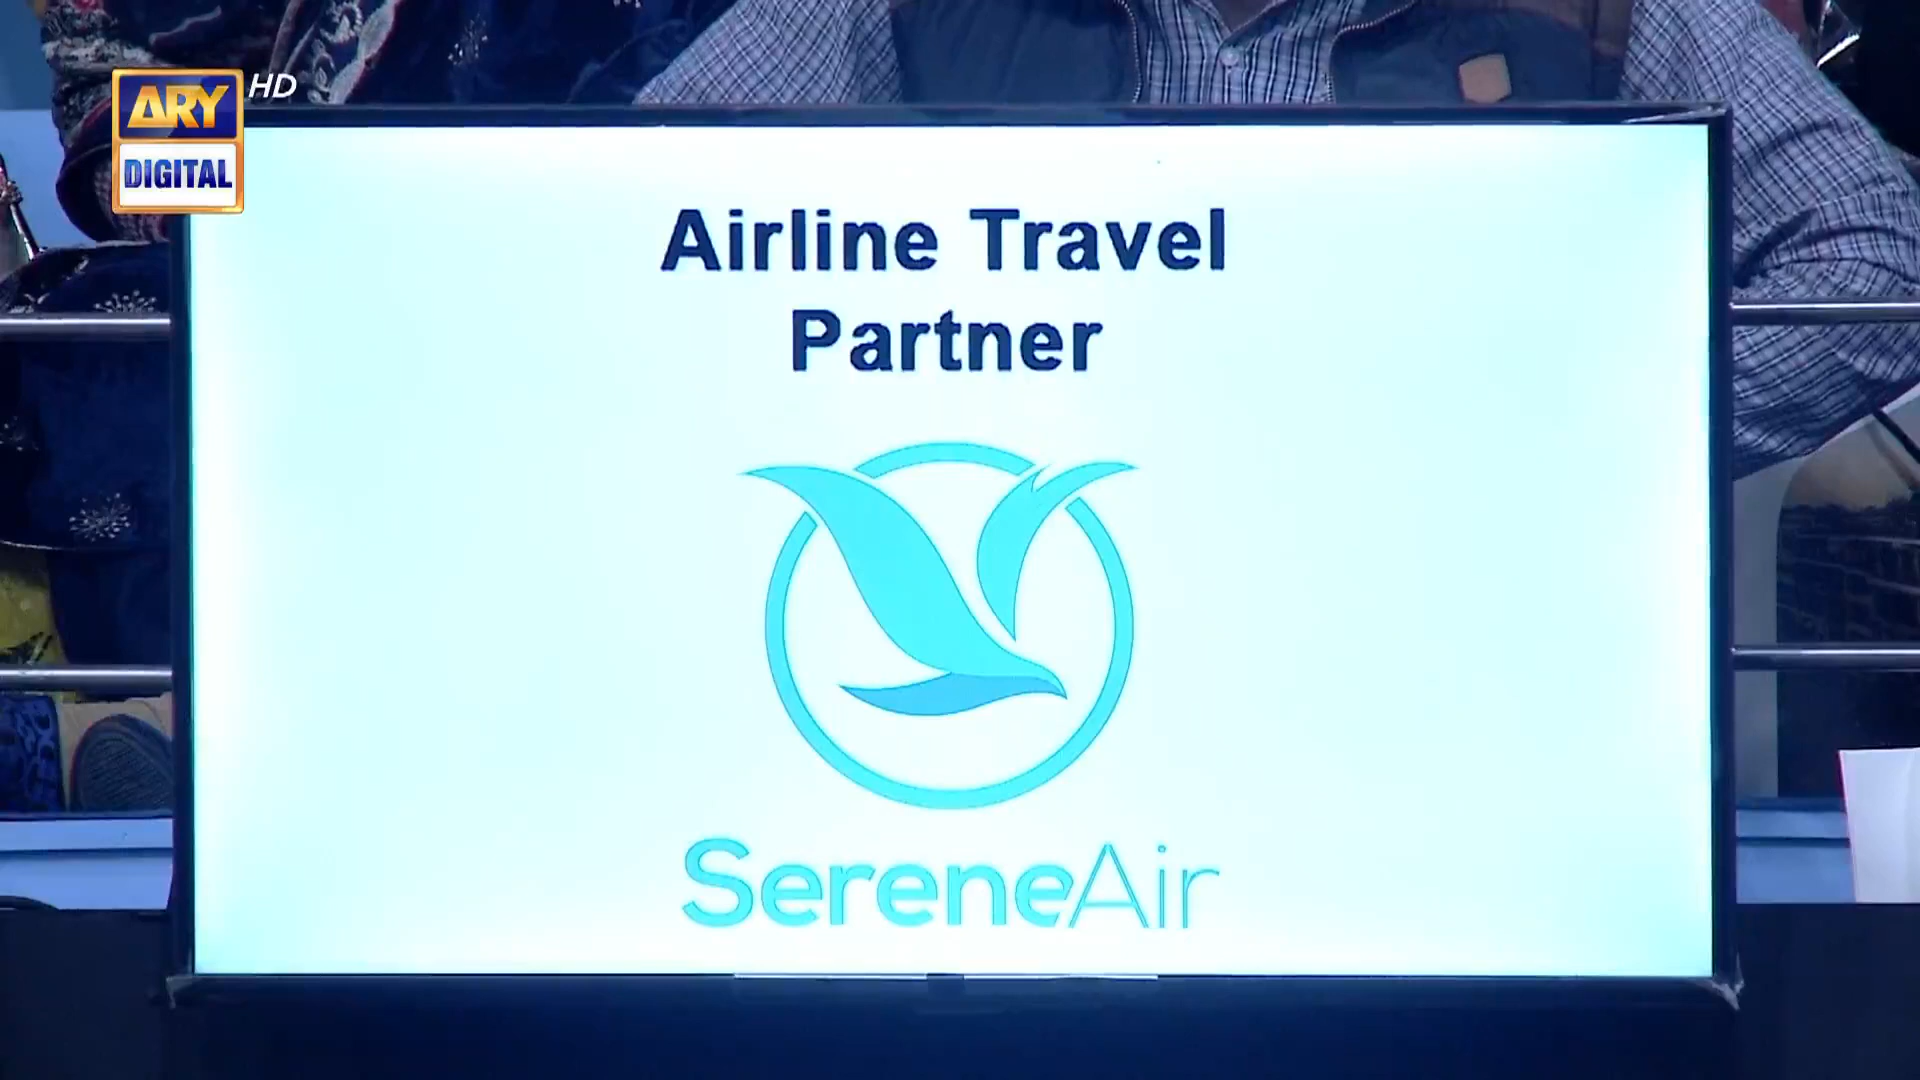 ARY
DIGITAL
HD
Airline Travel
Partner
SereneAir